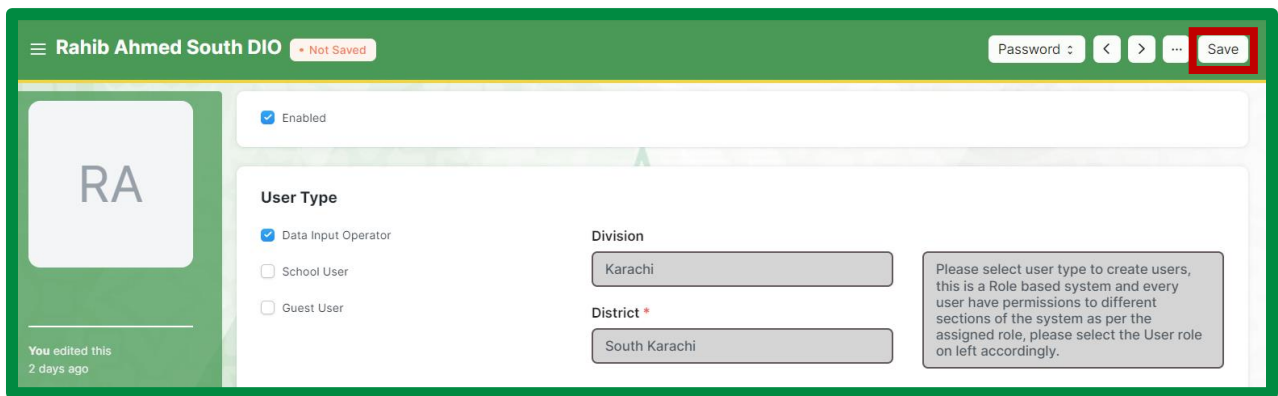 Rahib Ahmed South DIO • Not Saved Password < > ... Save
RA
You edited this
2 days ago
Enabled
User Type
Data Input Operator
School User
Guest User
Division
Karachi
District *
South Karachi
Please select user type to create users,
this is a Role based system and every
user have permissions to different
sections of the system as per the
assigned role, please select the User role
on left accordingly.